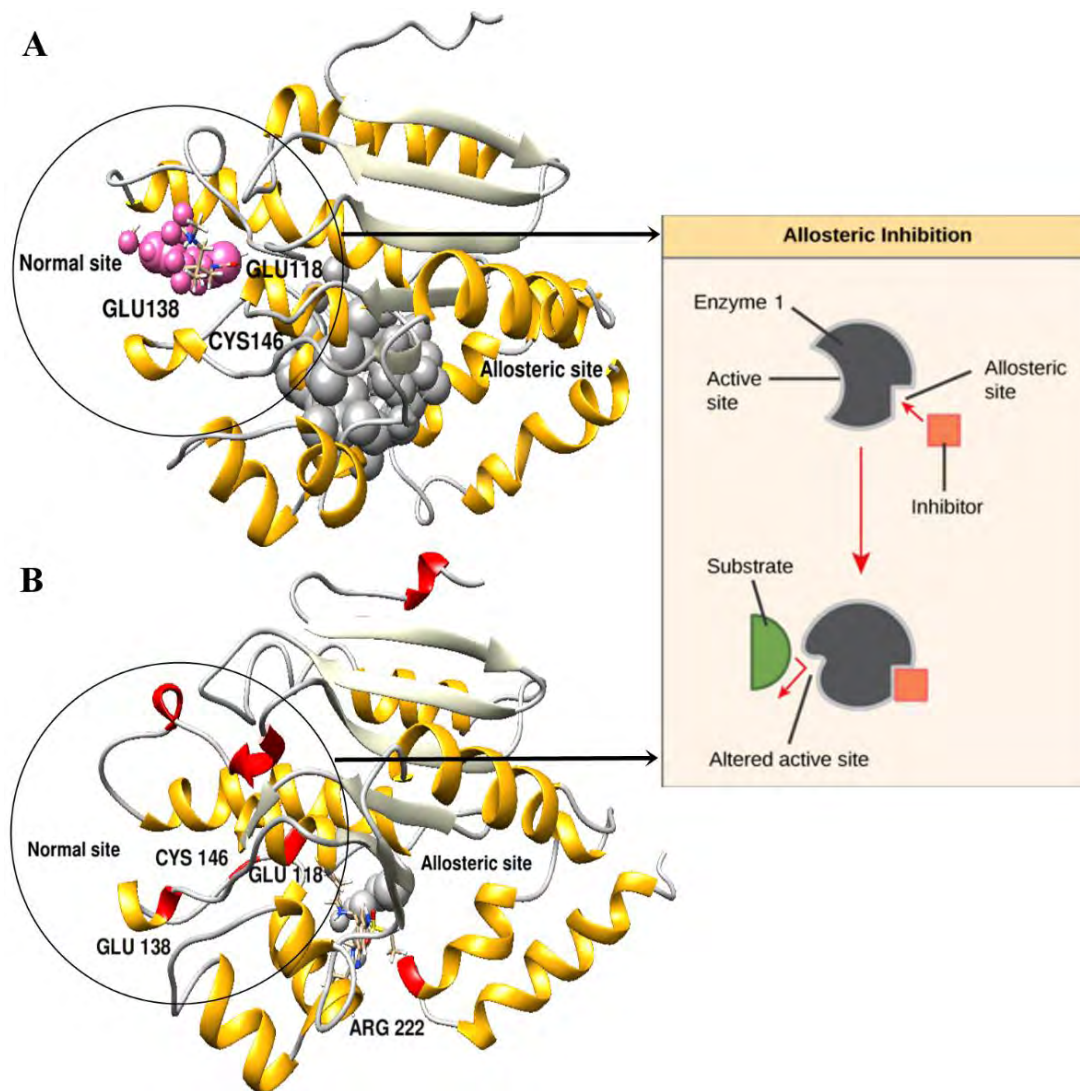 A
Normal site
GLU118
GLU138
CYS146
Allosteric site
B
Normal site
CYS 146
GLU 118
Allosteric site
GLU 138
ARG 222
Allosteric Inhibition
Enzyme 1
Active
site
Allosteric
site
Inhibitor
Substrate
Altered active site